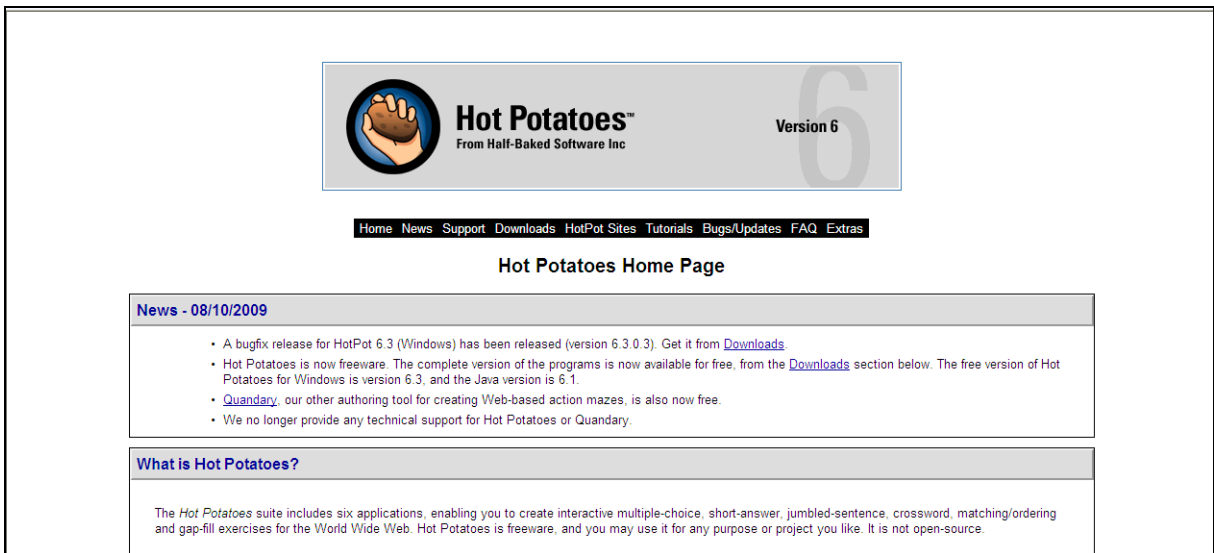 6
Hot Potatoes™
Version 6
From Half-Baked Software Inc
Home News Support Downloads HotPot Sites Tutorials Bugs/Updates FAQ Extras
Hot Potatoes Home Page
News - 08/10/2009
• A bugfix release for HotPot 6.3 (Windows) has been released (version 6.3.0.3). Get it from Downloads.
• Hot Potatoes is now freeware. The complete version of the programs is now available for free, from the Downloads section below. The free version of Hot
Potatoes for Windows is version 6.3, and the Java version is 6.1.
• Quandary, our other authoring tool for creating Web-based action mazes, is also now free.
• We no longer provide any technical support for Hot Potatoes or Quandary.
What is Hot Potatoes?
The Hot Potatoes suite includes six applications, enabling you to create interactive multiple-choice, short-answer, jumbled-sentence, crossword, matching/ordering
and gap-fill exercises for the World Wide Web. Hot Potatoes is freeware, and you may use it for any purpose or project you like. It is not open-source.